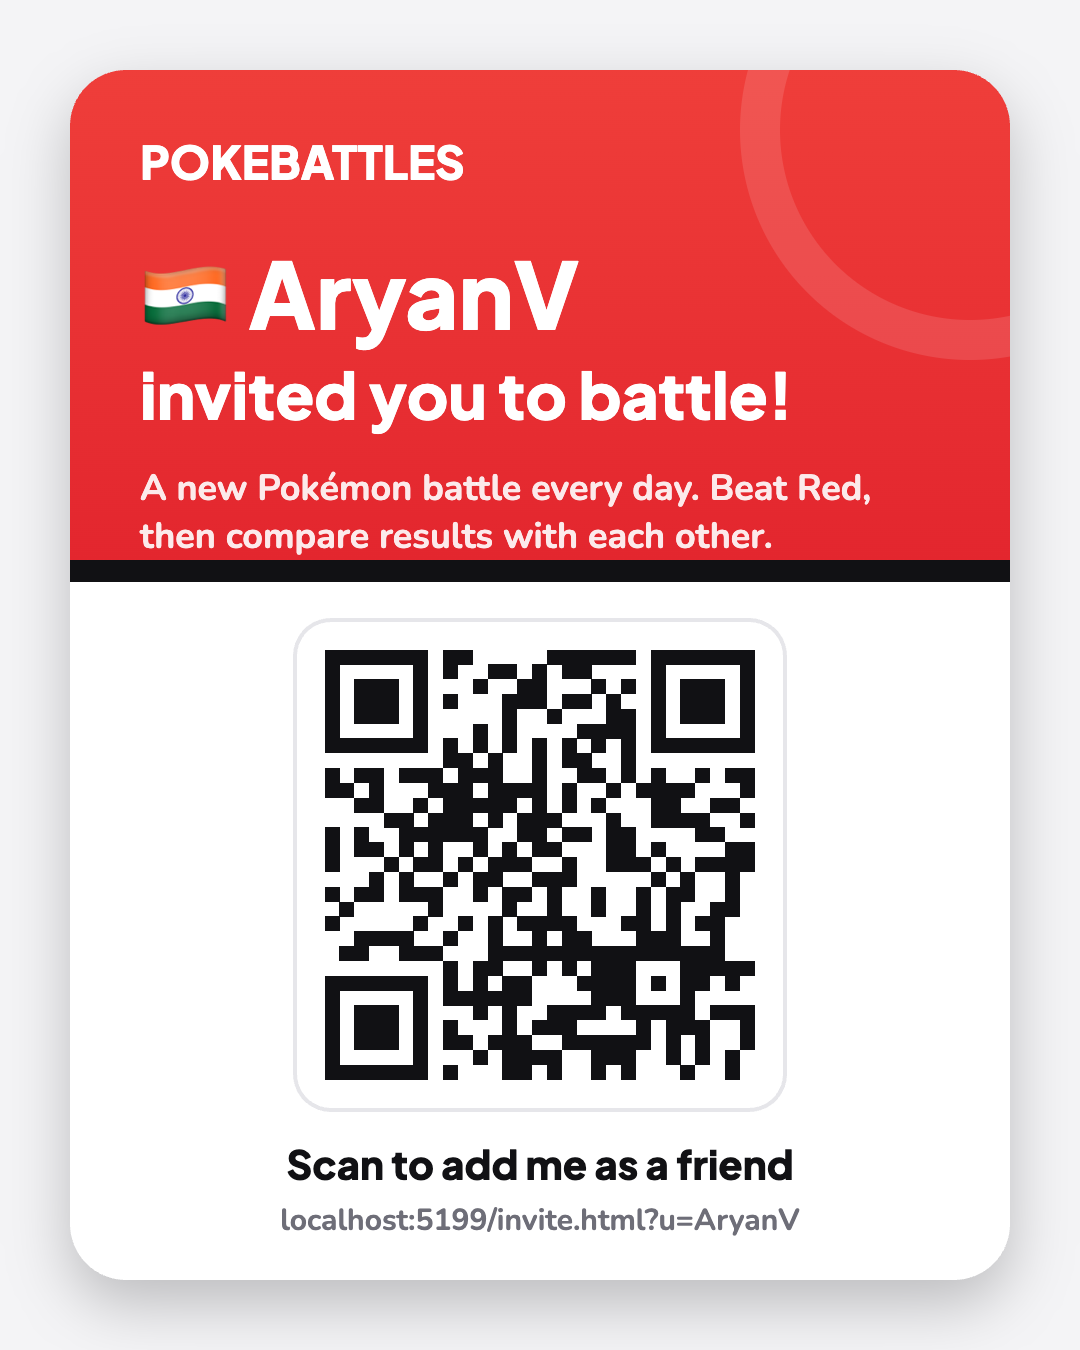 POKEBATTLES
🇮🇳 AryanV
invited you to battle!
A new Pokémon battle every day. Beat Red,
then compare results with each other.
Scan to add me as a friend
localhost:5199/invite.html?u=AryanV